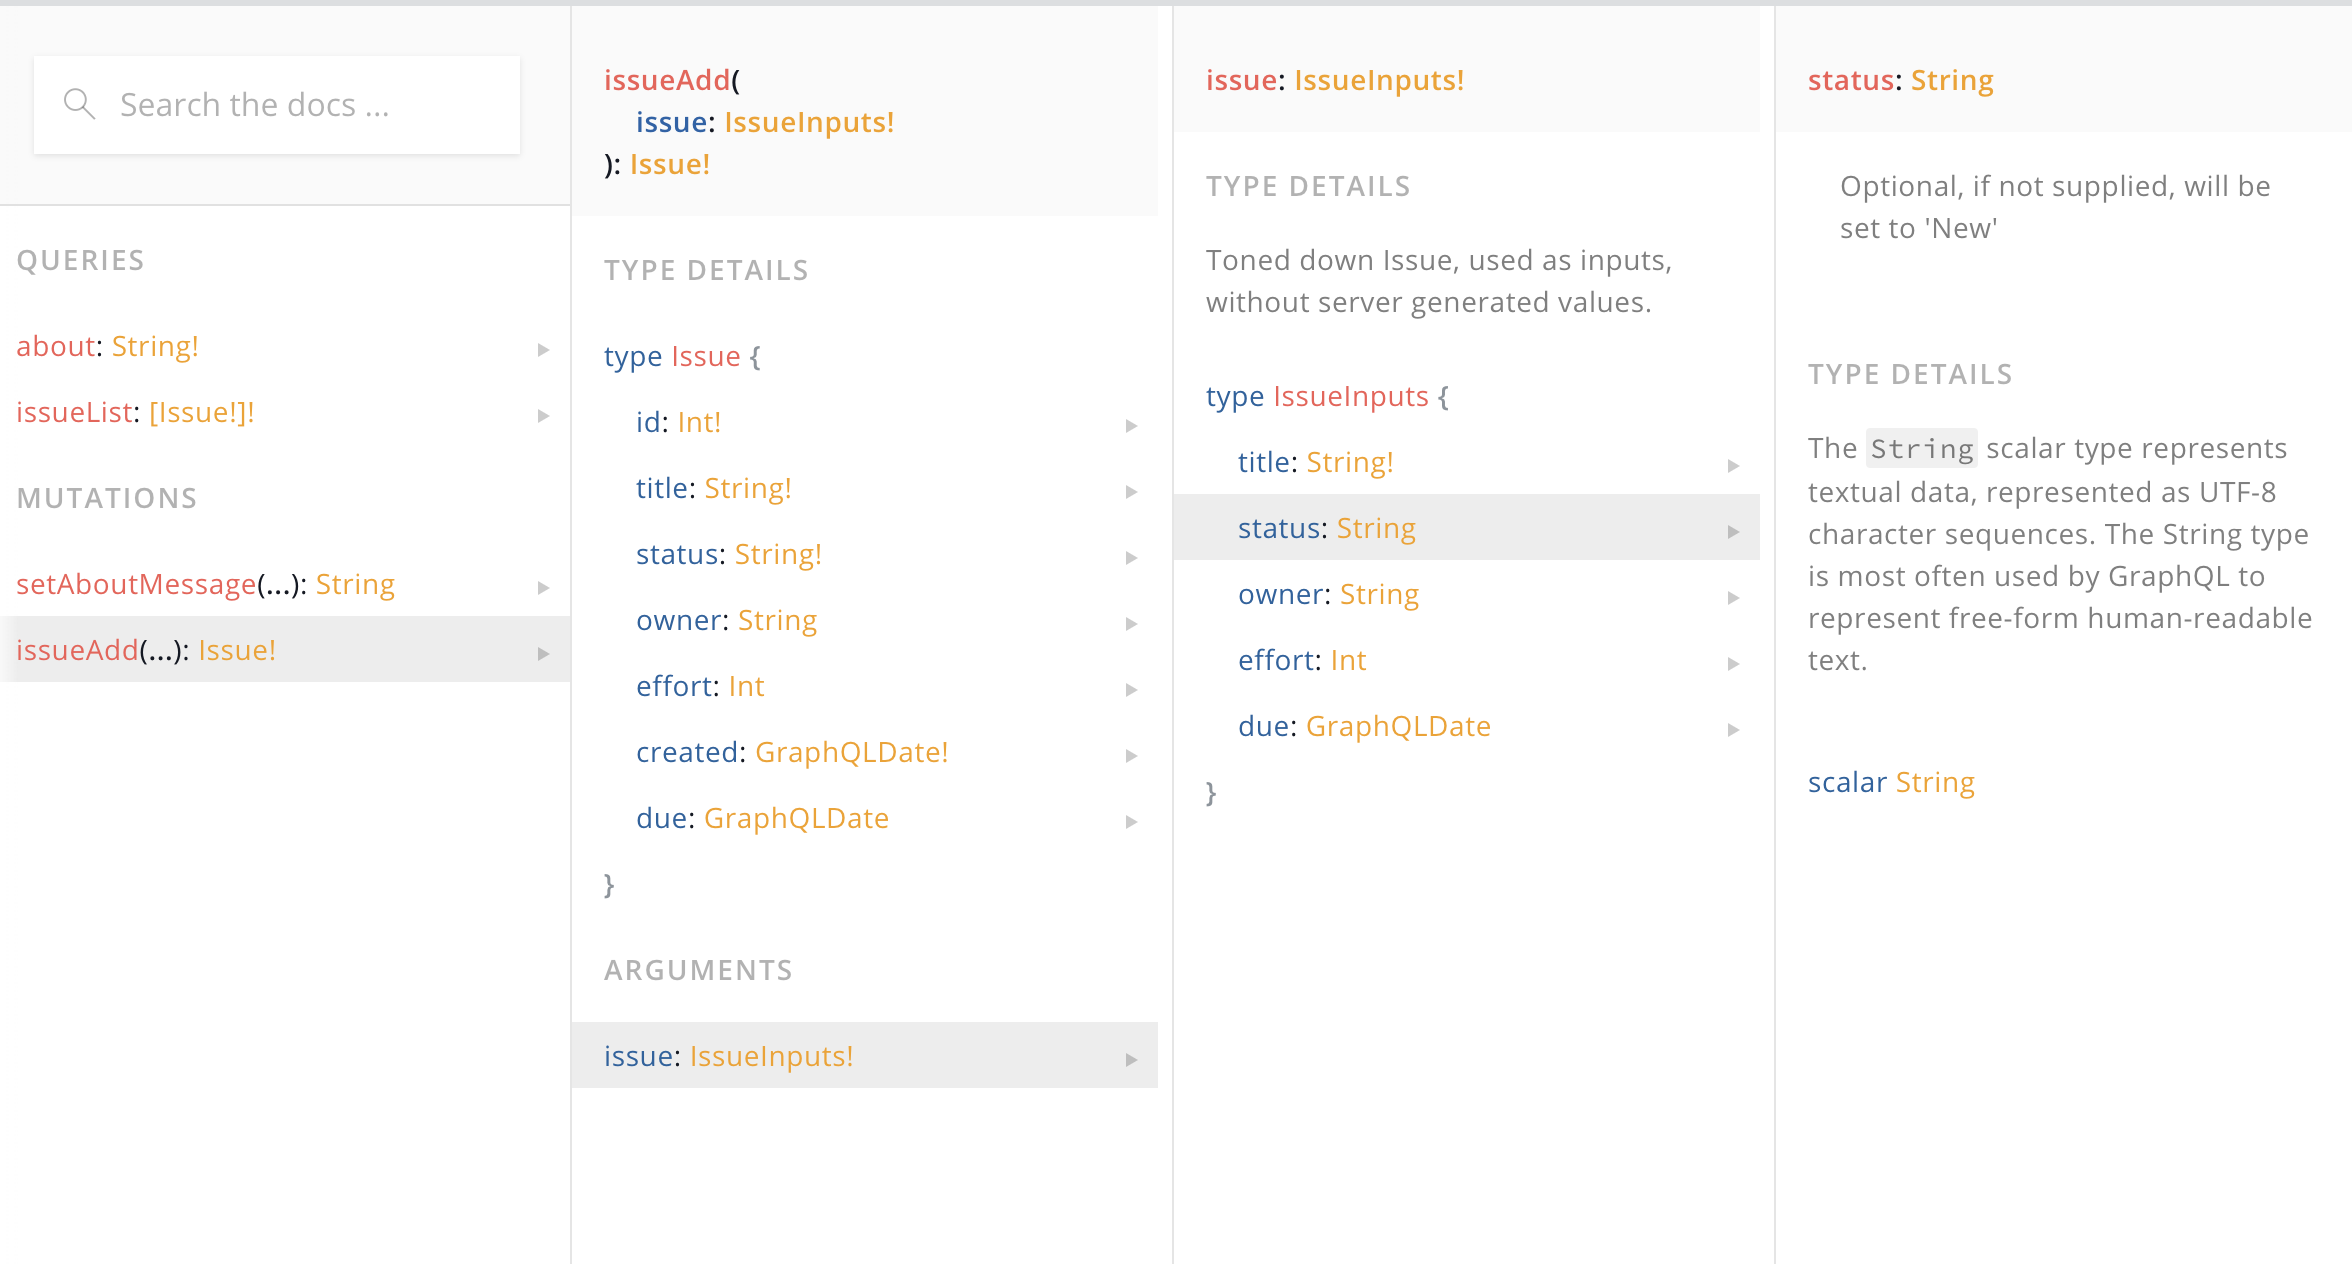 Search the docs ...
QUERIES
about: String!
issueList: [Issue!]!
MUTATIONS
setAboutMessage(...): String
issueAdd(...): Issue!
issueAdd(
issue: IssueInputs!
): Issue!
TYPE DETAILS
type Issue {
id: Int!
title: String!
status: String!
owner: String
effort: Int
created: GraphQLDate!
due: GraphQLDate
}
ARGUMENTS
issue: IssueInputs!
issue: IssueInputs!
TYPE DETAILS
Toned down Issue, used as inputs,
without server generated values.
type IssueInputs {
title: String!
status: String
owner: String
effort: Int
due: GraphQLDate
}
status: String
Optional, if not supplied, will be
set to 'New'
TYPE DETAILS
The String scalar type represents
textual data, represented as UTF-8
character sequences. The String type
is most often used by GraphQL to
represent free-form human-readable
text.
scalar String